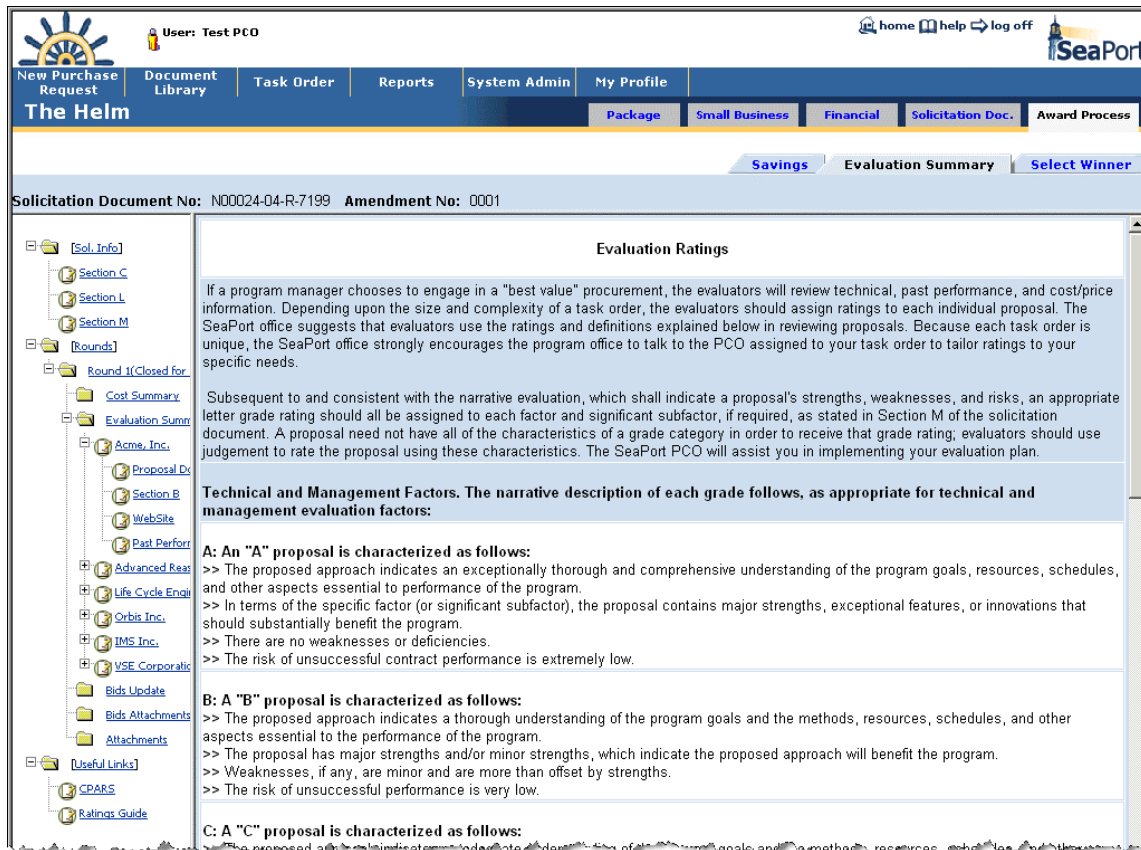 User: Test PCO
home help log off
SeaPort
New Purchase Request
Document Library
Task Order
Reports
System Admin
My Profile
The Helm
Package
Small Business
Financial
Solicitation Doc.
Award Process
Savings
Evaluation Summary
Select Winner
Solicitation Document No: N00024-04-R-7199 Amendment No: 0001
[Sol. Info]
Section C
Section L
Section M
[Rounds]
Round 1(Closed for
Cost Summary
Evaluation Summ
Acme, Inc.
Proposal Do
Section B
WebSite
Past Perforr
Advanced Reas
Life Cycle Engi
Orbis Inc.
IMS Inc.
VSE Corporatio
Bids Update
Bids Attachments
Attachments
[Useful Links]
CPARS
Ratings Guide
Evaluation Ratings
If a program manager chooses to engage in a "best value" procurement, the evaluators will review technical, past performance, and cost/price
information. Depending upon the size and complexity of a task order, the evaluators should assign ratings to each individual proposal. The
SeaPort office suggests that evaluators use the ratings and definitions explained below in reviewing proposals. Because each task order is
unique, the SeaPort office strongly encourages the program office to talk to the PCO assigned to your task order to tailor ratings to your
specific needs.
Subsequent to and consistent with the narrative evaluation, which shall indicate a proposal's strengths, weaknesses, and risks, an appropriate
letter grade rating should all be assigned to each factor and significant subfactor, if required, as stated in Section M of the solicitation
document. A proposal need not have all of the characteristics of a grade category in order to receive that grade rating; evaluators should use
judgement to rate the proposal using these characteristics. The SeaPort PCO will assist you in implementing your evaluation plan.
Technical and Management Factors. The narrative description of each grade follows, as appropriate for technical and
management evaluation factors:
A: An "A" proposal is characterized as follows:
>> The proposed approach indicates an exceptionally thorough and comprehensive understanding of the program goals, resources, schedules,
and other aspects essential to performance of the program.
>> In terms of the specific factor (or significant subfactor), the proposal contains major strengths, exceptional features, or innovations that
should substantially benefit the program.
>> There are no weaknesses or deficiencies.
>> The risk of unsuccessful contract performance is extremely low.
B: A "B" proposal is characterized as follows:
>> The proposed approach indicates a thorough understanding of the program goals and the methods, resources, schedules, and other
aspects essential to the performance of the program.
>> The proposal has major strengths and/or minor strengths, which indicate the proposed approach will benefit the program.
>> Weaknesses, if any, are minor and are more than offset by strengths.
>> The risk of unsuccessful performance is very low.
C: A "C" proposal is characterized as follows: